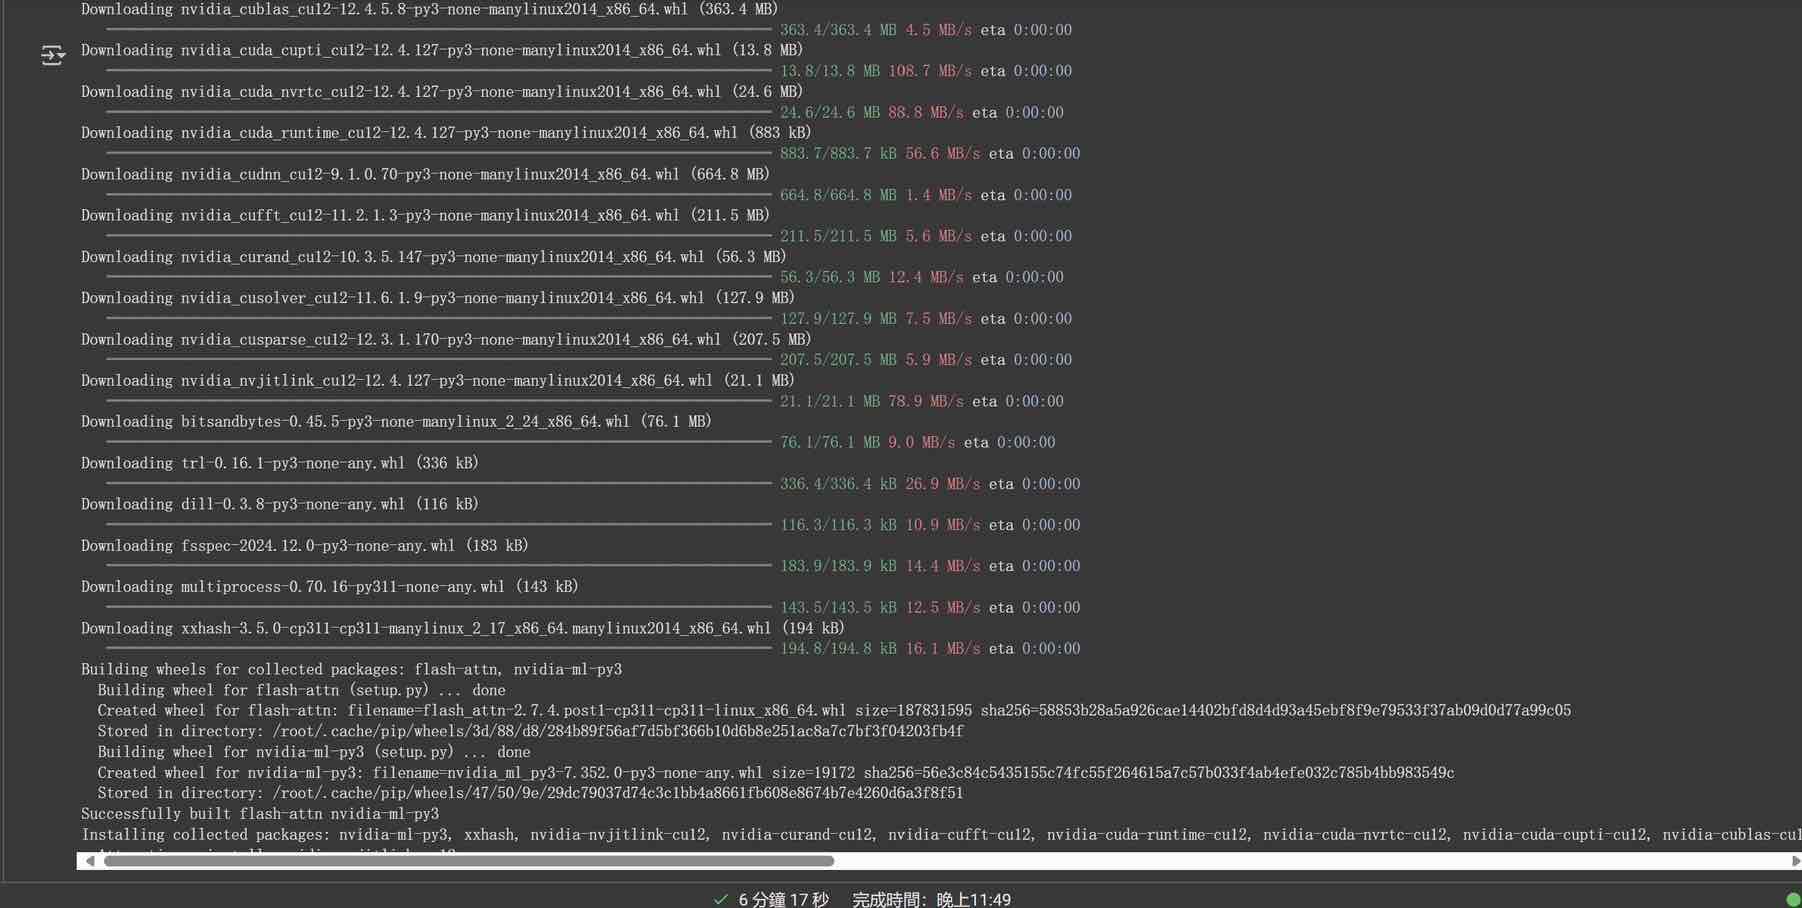 Downloading nvidia_cublas_cu12-12.4.5.8-py3-none-manylinux2014_x86_64.whl (363.4 MB)
363.4/363.4 MB 4.5 MB/s eta 0:00:00
Downloading nvidia_cuda_cupti_cu12-12.4.127-py3-none-manylinux2014_x86_64.whl (13.8 MB)
13.8/13.8 MB 108.7 MB/s eta 0:00:00
Downloading nvidia_cuda_nvrtc_cu12-12.4.127-py3-none-manylinux2014_x86_64.whl (24.6 MB)
24.6/24.6 MB 88.8 MB/s eta 0:00:00
Downloading nvidia_cuda_runtime_cu12-12.4.127-py3-none-manylinux2014_x86_64.whl (883 kB)
883.7/883.7 kB 56.6 MB/s eta 0:00:00
Downloading nvidia_cudnn_cu12-9.1.0.70-py3-none-manylinux2014_x86_64.whl (664.8 MB)
664.8/664.8 MB 1.4 MB/s eta 0:00:00
Downloading nvidia_cufft_cu12-11.2.1.3-py3-none-manylinux2014_x86_64.whl (211.5 MB)
211.5/211.5 MB 5.6 MB/s eta 0:00:00
Downloading nvidia_curand_cu12-10.3.5.147-py3-none-manylinux2014_x86_64.whl (56.3 MB)
56.3/56.3 MB 12.4 MB/s eta 0:00:00
Downloading nvidia_cusolver_cu12-11.6.1.9-py3-none-manylinux2014_x86_64.whl (127.9 MB)
127.9/127.9 MB 7.5 MB/s eta 0:00:00
Downloading nvidia_cusparse_cu12-12.3.1.170-py3-none-manylinux2014_x86_64.whl (207.5 MB)
207.5/207.5 MB 5.9 MB/s eta 0:00:00
Downloading nvidia_nvjitlink_cu12-12.4.127-py3-none-manylinux2014_x86_64.whl (21.1 MB)
21.1/21.1 MB 78.9 MB/s eta 0:00:00
Downloading bitsandbytes-0.45.5-py3-none-manylinux_2_24_x86_64.whl (76.1 MB)
76.1/76.1 MB 9.0 MB/s eta 0:00:00
Downloading trl-0.16.1-py3-none-any.whl (336 kB)
336.4/336.4 kB 26.9 MB/s eta 0:00:00
Downloading dill-0.3.8-py3-none-any.whl (116 kB)
116.3/116.3 kB 10.9 MB/s eta 0:00:00
Downloading fsspec-2024.12.0-py3-none-any.whl (183 kB)
183.9/183.9 kB 14.4 MB/s eta 0:00:00
Downloading multiprocess-0.70.16-py311-none-any.whl (143 kB)
143.5/143.5 kB 12.5 MB/s eta 0:00:00
Downloading xxhash-3.5.0-cp311-cp311-manylinux_2_17_x86_64.manylinux2014_x86_64.whl (194 kB)
194.8/194.8 kB 16.1 MB/s eta 0:00:00
Building wheels for collected packages: flash-attn, nvidia-ml-py3
Building wheel for flash-attn (setup.py) ... done
Created wheel for flash-attn: filename=flash_attn-2.7.4.post1-cp311-cp311-linux_x86_64.whl size=187831595 sha256=58853b28a5a926cae14402bfd8d4d93a45ebf8f9e79533f37ab09d0d77a99c05
Stored in directory: /root/.cache/pip/wheels/3d/88/d8/284b89f56af7d5bf366b10d6b8e251ac8a7c7bf3f04203fb4f
Building wheel for nvidia-ml-py3 (setup.py) ... done
Created wheel for nvidia-ml-py3: filename=nvidia_ml_py3-7.352.0-py3-none-any.whl size=19172 sha256=56e3c84c5435155c74fc55f264615a7c57b033f4ab4efe032c785b4bb983549c
Stored in directory: /root/.cache/pip/wheels/47/50/9e/29dc79037d74c3c1bb4a8661fb608e8674b7e4260d6a3f8f51
Successfully built flash-attn nvidia-ml-py3
Installing collected packages: nvidia-ml-py3, xxhash, nvidia-nvjitlink-cu12, nvidia-curand-cu12, nvidia-cufft-cu12, nvidia-cuda-runtime-cu12, nvidia-cuda-nvrtc-cu12, nvidia-cuda-cupti-cu12, nvidia-cublas-cu1
6 分鐘 17 秒 完成時間：晚上11:49